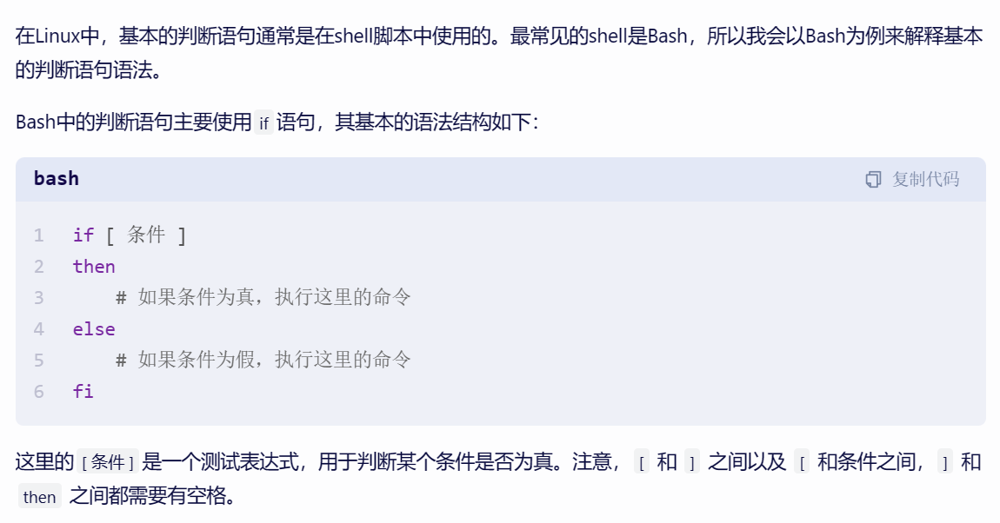 在Linux中，基本的判断语句通常是在shell脚本中使用的。最常见的shell是Bash，所以我会以Bash为例来解释基本
的判断语句语法。
Bash中的判断语句主要使用 if 语句，其基本的语法结构如下：
bash
复制代码
1 if [ 条件 ]
2 then
3     # 如果条件为真，执行这里的命令
4 else
5     # 如果条件为假，执行这里的命令
6 fi
这里的 [ 条件 ] 是一个测试表达式，用于判断某个条件是否为真。注意， [ 和 ] 之间以及 [ 和条件之间， ] 和
then 之间都需要有空格。